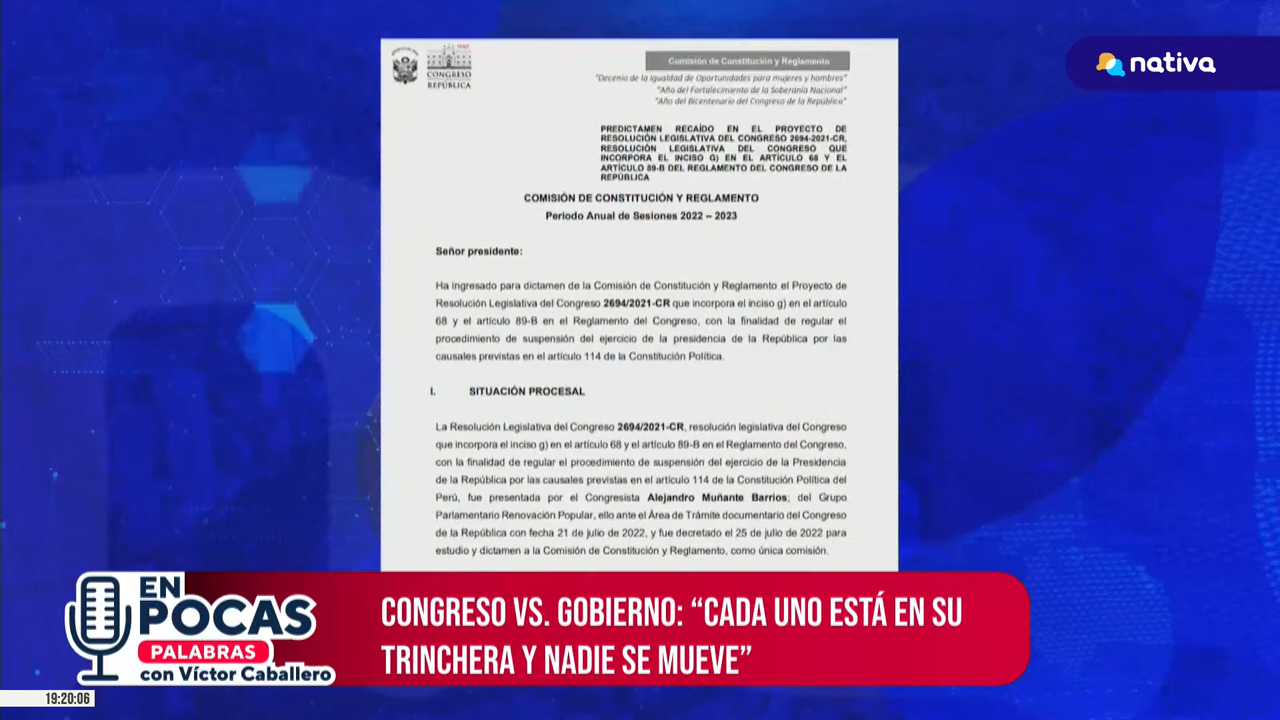 nativa
PERÚ
CONGRESO
REPÚBLICA
Comisión de Constitución y Reglamento
"Decenio de la Igualdad de Oportunidades para mujeres y hombres"
"Año del Fortalecimiento de la Soberanía Nacional"
"Año del Bicentenario del Congreso de la República"
PREDICTAMEN RECAÍDO EN EL PROYECTO DE
RESOLUCIÓN LEGISLATIVA DEL CONGRESO 2694-2021-CR,
RESOLUCIÓN LEGISLATIVA DEL CONGRESO QUE
INCORPORA EL INCISO G) EN EL ARTÍCULO 68 Y EL
ARTÍCULO 89-B DEL REGLAMENTO DEL CONGRESO DE LA
REPÚBLICA
COMISIÓN DE CONSTITUCIÓN Y REGLAMENTO
Periodo Anual de Sesiones 2022 – 2023
Señor presidente:
Ha ingresado para dictamen de la Comisión de Constitución y Reglamento el Proyecto de
Resolución Legislativa del Congreso 2694/2021-CR que incorpora el inciso g) en el artículo
68 y el artículo 89-B en el Reglamento del Congreso, con la finalidad de regular el
procedimiento de suspensión del ejercicio de la presidencia de la República por las
causales previstas en el artículo 114 de la Constitución Política.
I. SITUACIÓN PROCESAL
La Resolución Legislativa del Congreso 2694/2021-CR, resolución legislativa del Congreso
que incorpora el inciso g) en el artículo 68 y el artículo 89-B en el Reglamento del Congreso,
con la finalidad de regular el procedimiento de suspensión del ejercicio de la Presidencia
de la República por las causales previstas en el artículo 114 de la Constitución Política del
Perú, fue presentada por el Congresista Alejandro Muñante Barrios; del Grupo
Parlamentario Renovación Popular, ello ante el Área de Trámite documentario del Congreso
de la República con fecha 21 de julio de 2022, y fue decretado el 25 de julio de 2022 para
estudio y dictamen a la Comisión de Constitución y Reglamento, como única comisión.
EN
POCAS
PALABRAS
con Víctor Caballero
CONGRESO VS. GOBIERNO: “CADA UNO ESTÁ EN SU
TRINCHERA Y NADIE SE MUEVE”
19:20:06